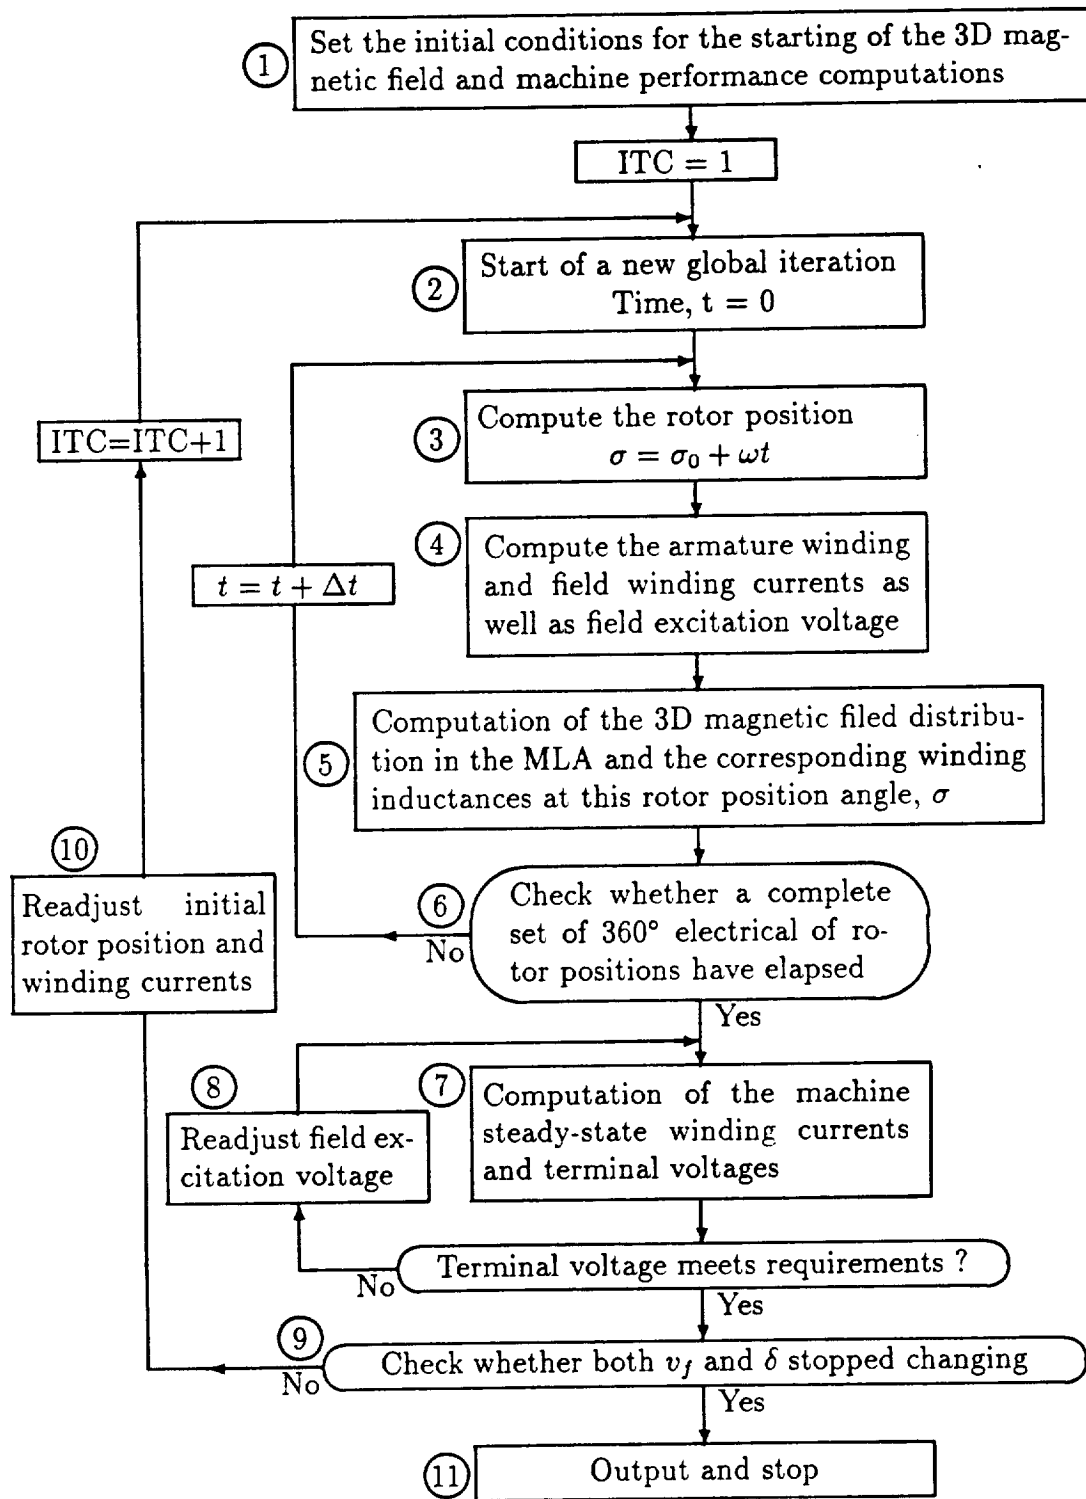 1
Set the initial conditions for the starting of the 3D mag-
netic field and machine performance computations
ITC = 1
2
Start of a new global iteration
Time, t = 0
ITC=ITC+1
3
Compute the rotor position
σ = σ₀ + ωt
4
Compute the armature winding
and field winding currents as
well as field excitation voltage
t = t + Δt
5
Computation of the 3D magnetic filed distribu-
tion in the MLA and the corresponding winding
inductances at this rotor position angle, σ
10
Readjust initial
rotor position and
winding currents
6
No
Check whether a complete
set of 360° electrical of ro-
tor positions have elapsed
Yes
8
Readjust field ex-
citation voltage
7
Computation of the machine
steady-state winding currents
and terminal voltages
No
Terminal voltage meets requirements ?
Yes
9
No
Check whether both v_f and δ stopped changing
Yes
11
Output and stop